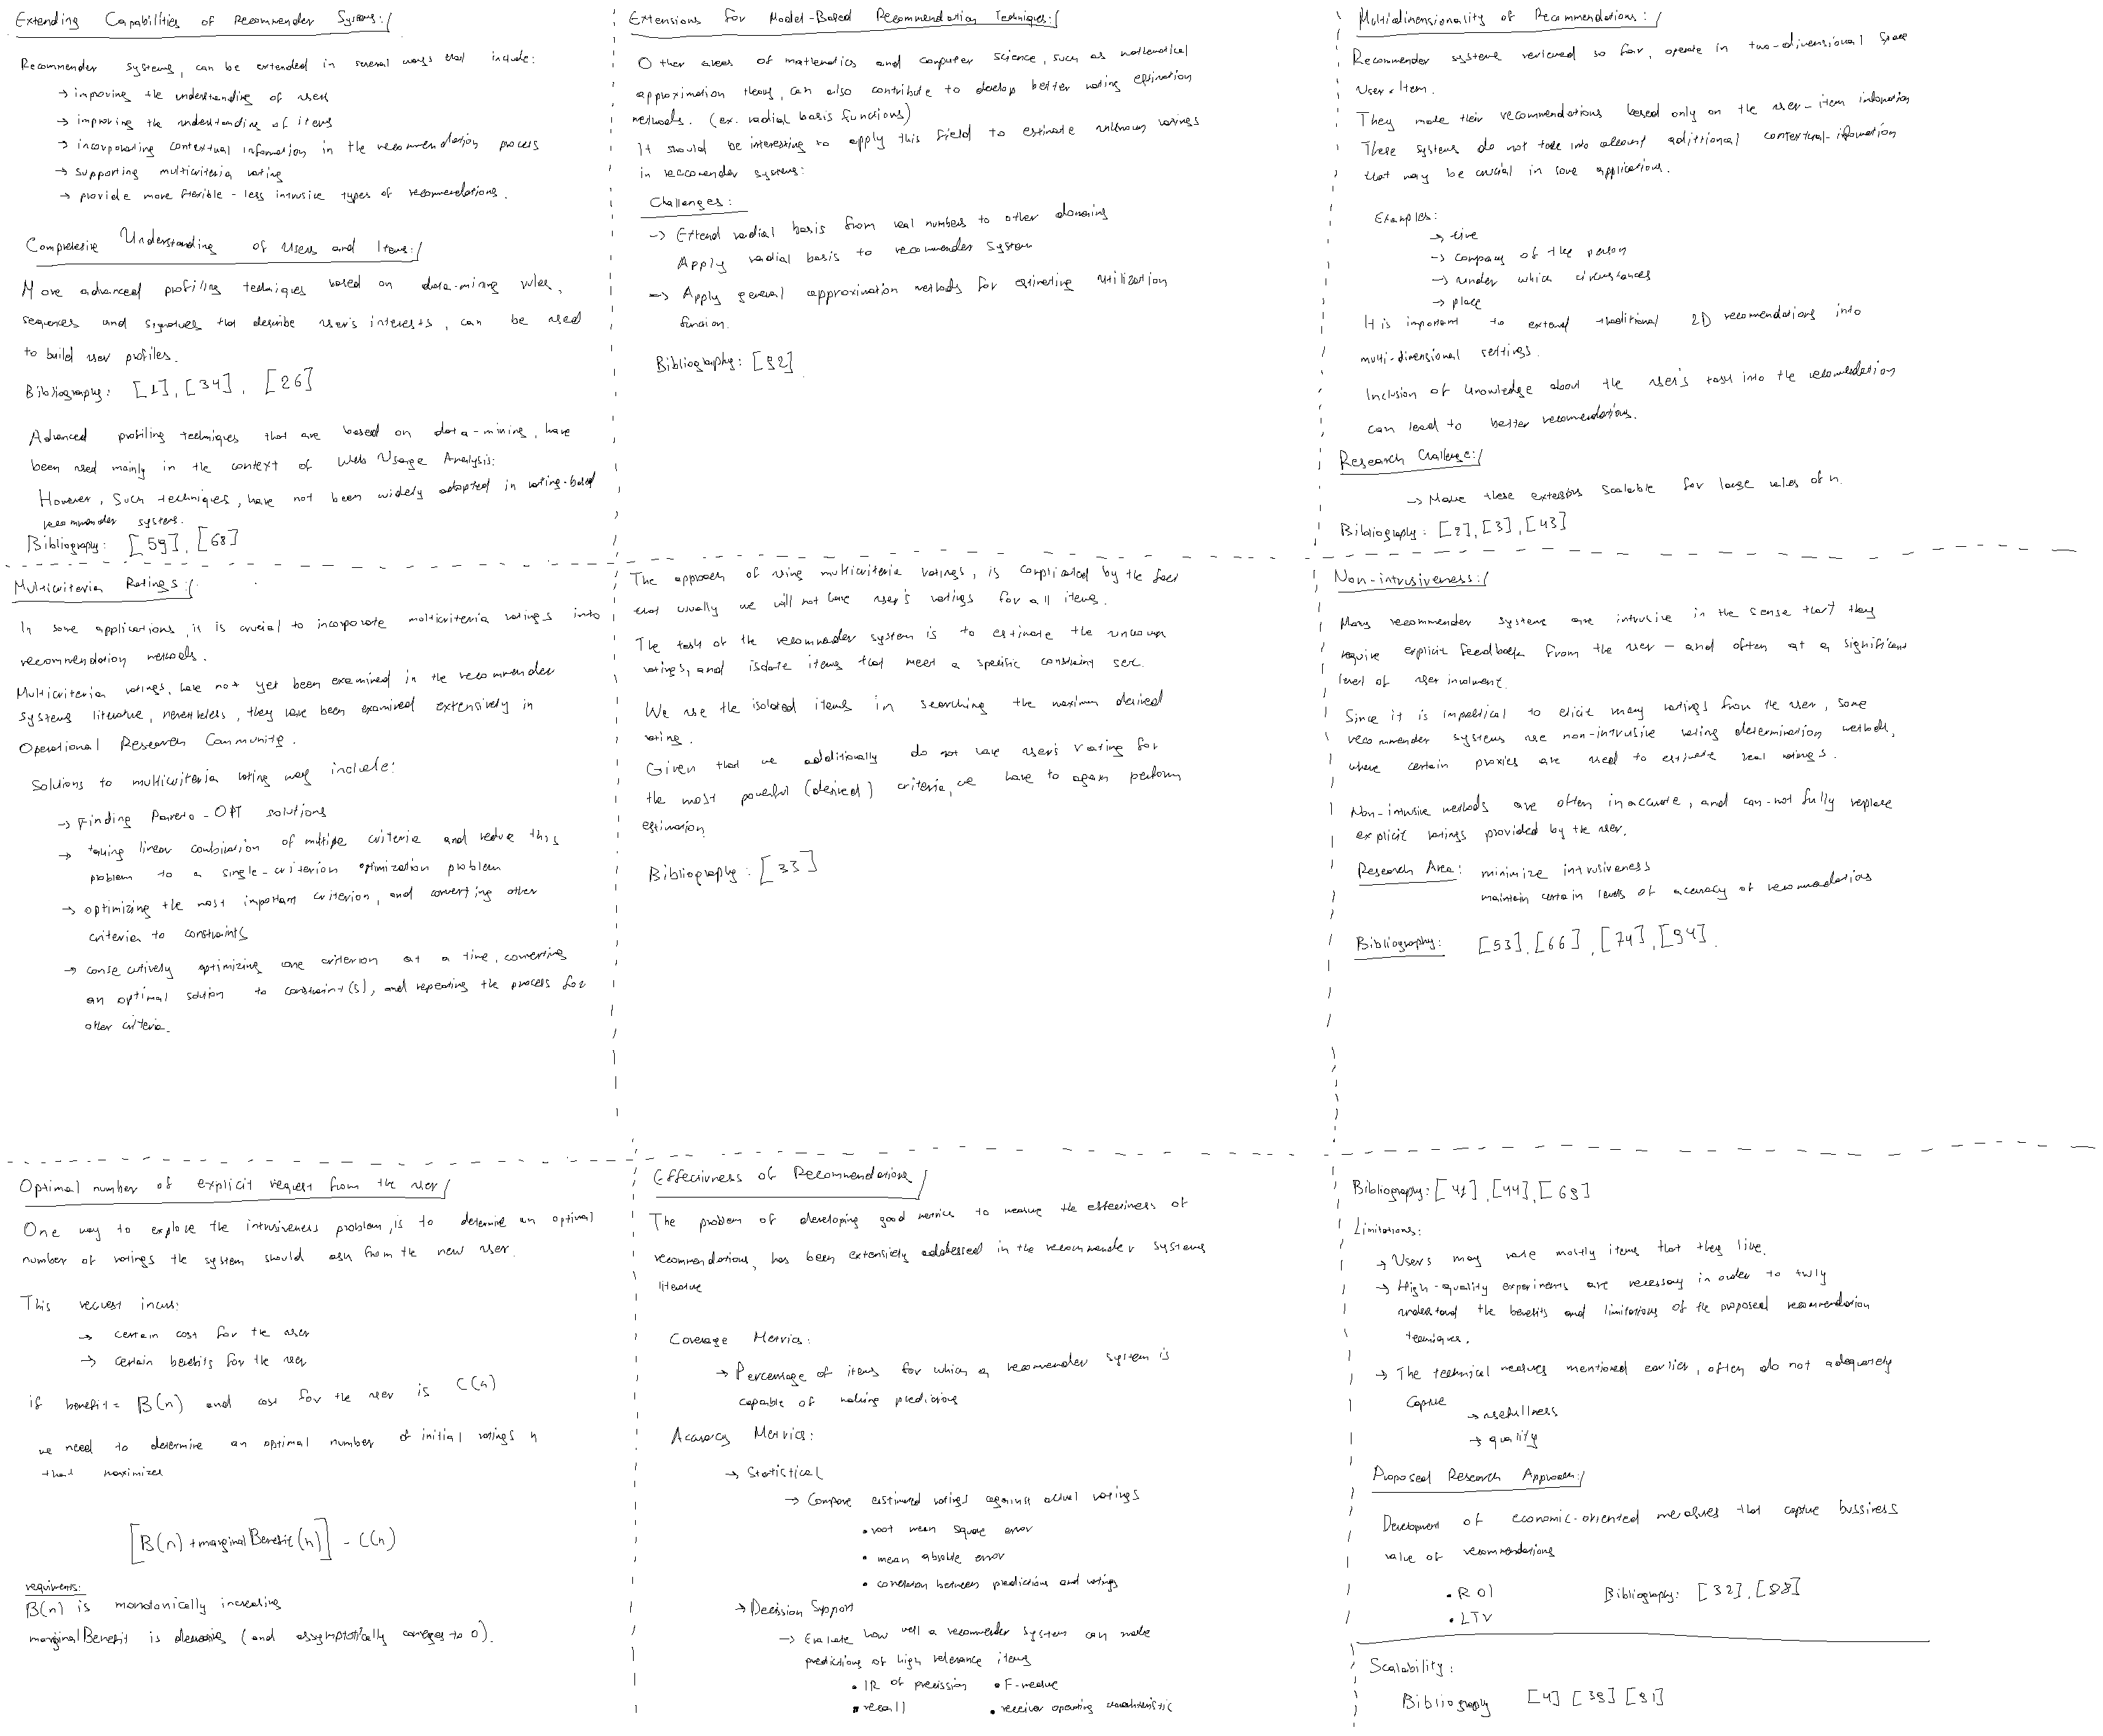 Extending Capabilities of Recommender Systems:/
Recommender systems, can be extended in several ways that include:
→ improving the understanding of users
→ improving the understanding of items
→ incorporating contextual information in the recommendation process
→ supporting multicriteria rating
→ provide more flexible - less intrusive types of recommendations.
Comprehesive Understanding of Users and Items:/
More advanced profiling techniques based on data-mining rules,
sequences and signatures that describe user's interests, can be used
to build user profiles.
Bibliography: [1], [34], [26]
Advanced profiling techniques that are based on data-mining, have
been used mainly in the context of Web Usage Analysis:
However, such techniques, have not been widely adopted in rating-based
recommender systems.
Bibliography: [59], [68]
Extensions for Model-Based Recommendation Techniques:/
Other areas of mathematics and computer science, such as mathematical
approximation theory, can also contribute to develop better rating estimation
methods. (ex. radial basis functions)
It should be interesting to apply this field to estimate unknown ratings
in reccomender systems:
Challenges:
→ Extend radial basis from real numbers to other domains
Apply radial basis to recommender system
→ Apply general approximation methods for estimating utilization
function.
Bibliography: [92]
Multidimensionality of Recommendations:/
Recommender systems reviewed so far, operate in two-dimensional space
User × Item.
They make their recommendations based only on the user-item information
These systems do not take into account additional contextual-information
that may be crucial in some applications.
Examples:
→ time
→ company of the person
→ under which circumstances
→ place
It is important to extend traditional 2D recomendations into
multi-dimensional settings.
Inclusion of knowledge about the user's task into the recomendation
can lead to better recomendations.
Research Challenge:/
→ Make these extensions scalable for large values of n.
Bibliography: [2], [3], [43]
Multicriteria Ratings:/
In some applications, it is crucial to incorporate multicriteria ratings into
recommendation methods.
Multicriteria ratings, have not yet been examined in the recommender
systems literature, nevertheless, they have been examined extensively in
Operational Research Community.
Solutions to multicriteria rating may include:
→ Finding Pareto-OPT solutions
→ taking linear combination of multiple criteria and reduce this
problem to a single-criterion optimization problem
→ optimizing the most important criterion, and converting other
criteria to constraints
→ consecutively optimizing one criterion at a time, converting
an optimal solution to constraint(s), and repeating the process for
other criteria.
The approach of using multicriteria ratings, is complicated by the fact
that usually we will not have user's ratings for all items.
The task of the recommender system is to estimate the unknown
ratings, and isolate items that meet a specific constraint set.
We use the isolated items in searching the maximum desired
rating.
Given that we additionally do not have user's rating for
the most powerful (desired) criteria, we have to again perform
estimation.
Bibliography: [33]
Non-intrusiveness:/
Many recommender systems are intrusive in the sense that they
require explicit feedback from the user - and often at a significant
level of user involment.
Since it is impractical to elicit many ratings from the user, some
recommender systems use non-intrusive rating determination methods,
where certain proxies are used to estimate real ratings.
Non-intrusive methods are often inaccurate, and can-not fully replace
explicit ratings provided by the user.
Research Area: minimize intrusiveness
maintain certain levels of accuracy of recommendations
Bibliography: [53], [66], [74], [94].
Optimal number of explicit request from the user/
One way to explore the intrusiveness problem, is to determine an optimal
number of ratings the system should ask from the new user.
This request incurs:
→ certain cost for the user
→ certain benefits for the user
if benefit = B(n) and cost for the user is C(n)
we need to determine an optimal number of initial ratings n
that maximizes
[B(n) + marginalBenefit(n)] - C(n)
requiments:
B(n) is monotonically increasing
marginalBenefit is decreasing (and assymptotically converges to 0).
Effectivness of Recommendations/
The problem of developing good metrics to measure the effectiness of
recommendations, has been extensively addressed in the recommender systems
literature
Coverage Metrics:
→ Percentage of items for which a recommender system is
capable of making predictions
Accuracy Metrics:
→ Statistical
→ Compare estimated ratings against actual ratings
• root mean square error
• mean absolute error
• correlation between predictions and ratings
→ Decision Support
→ Evaluate how well a recommender system can make
predictions of high relevance items
• IR of precission • F-measure
• recall • receiver operating characteristic
Bibliography: [41], [44], [69]
Limitations:
→ Users may rate mostly items that they like.
→ High-quality experiments are necessary in order to truly
understand the benefits and limitations of the proposed recommendation
techniques.
→ The technical measures mentioned earlier, often do not adequately
capture
→ usefullness
→ quality
Proposed Research Approach:/
Development of economic-oriented measures that capture bussiness
value of recommendations
• ROI Bibliography: [32], [88]
• LTV
Scalability:
Bibliography [4] [39] [91]